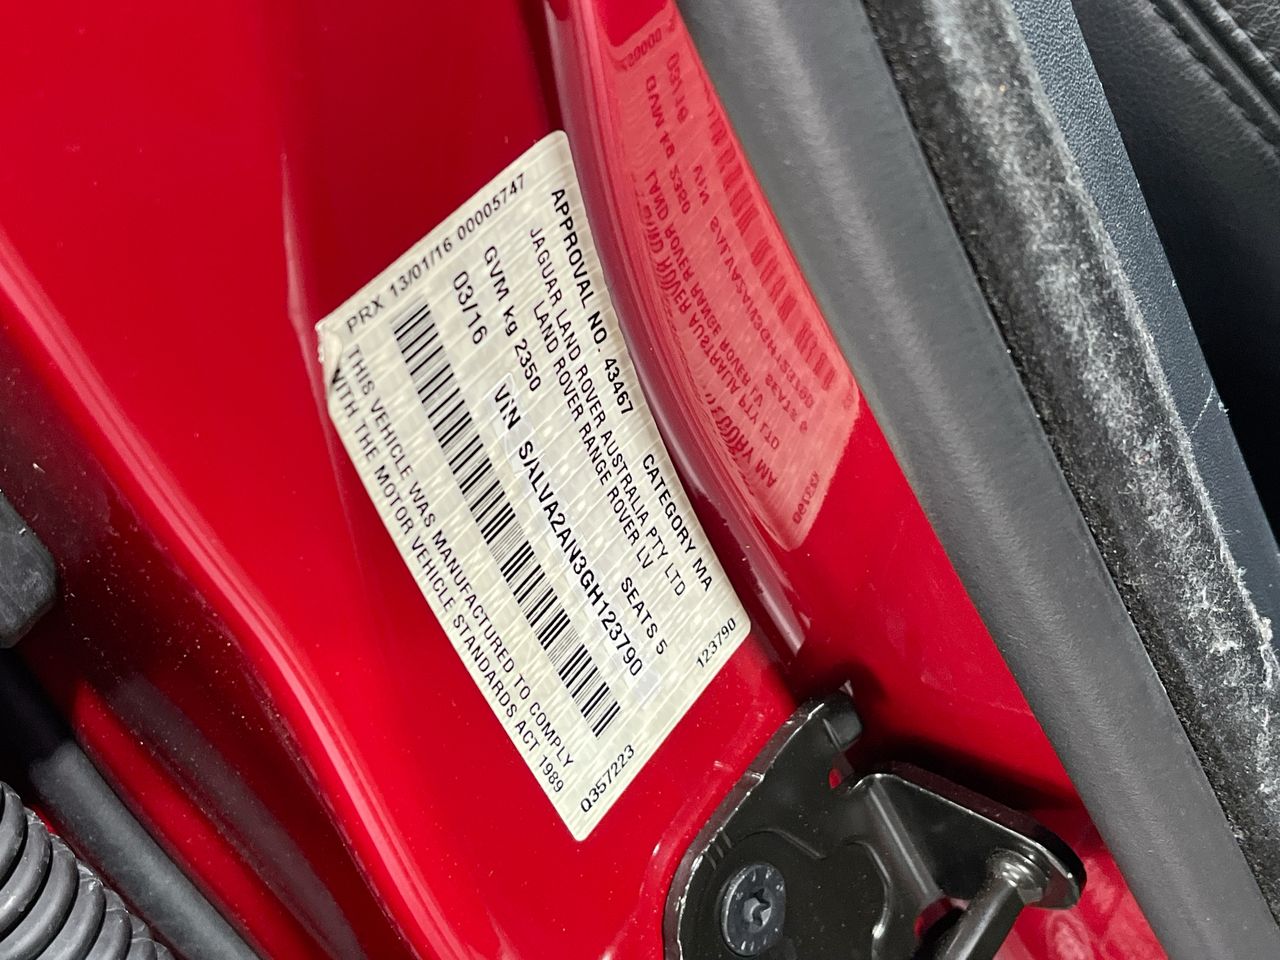 APPROVAL NO. 43467 CATEGORY MA
JAGUAR LAND ROVER AUSTRALIA PTY LTD
LAND ROVER RANGE ROVER LV
GVM kg 2350 SEATS 5
03/16 VIN SALVA2AN3GH123790
123790
PRX 13/01/16 00005747
THIS VEHICLE WAS MANUFACTURED TO COMPLY
WITH THE MOTOR VEHICLE STANDARDS ACT 1989
Q357223